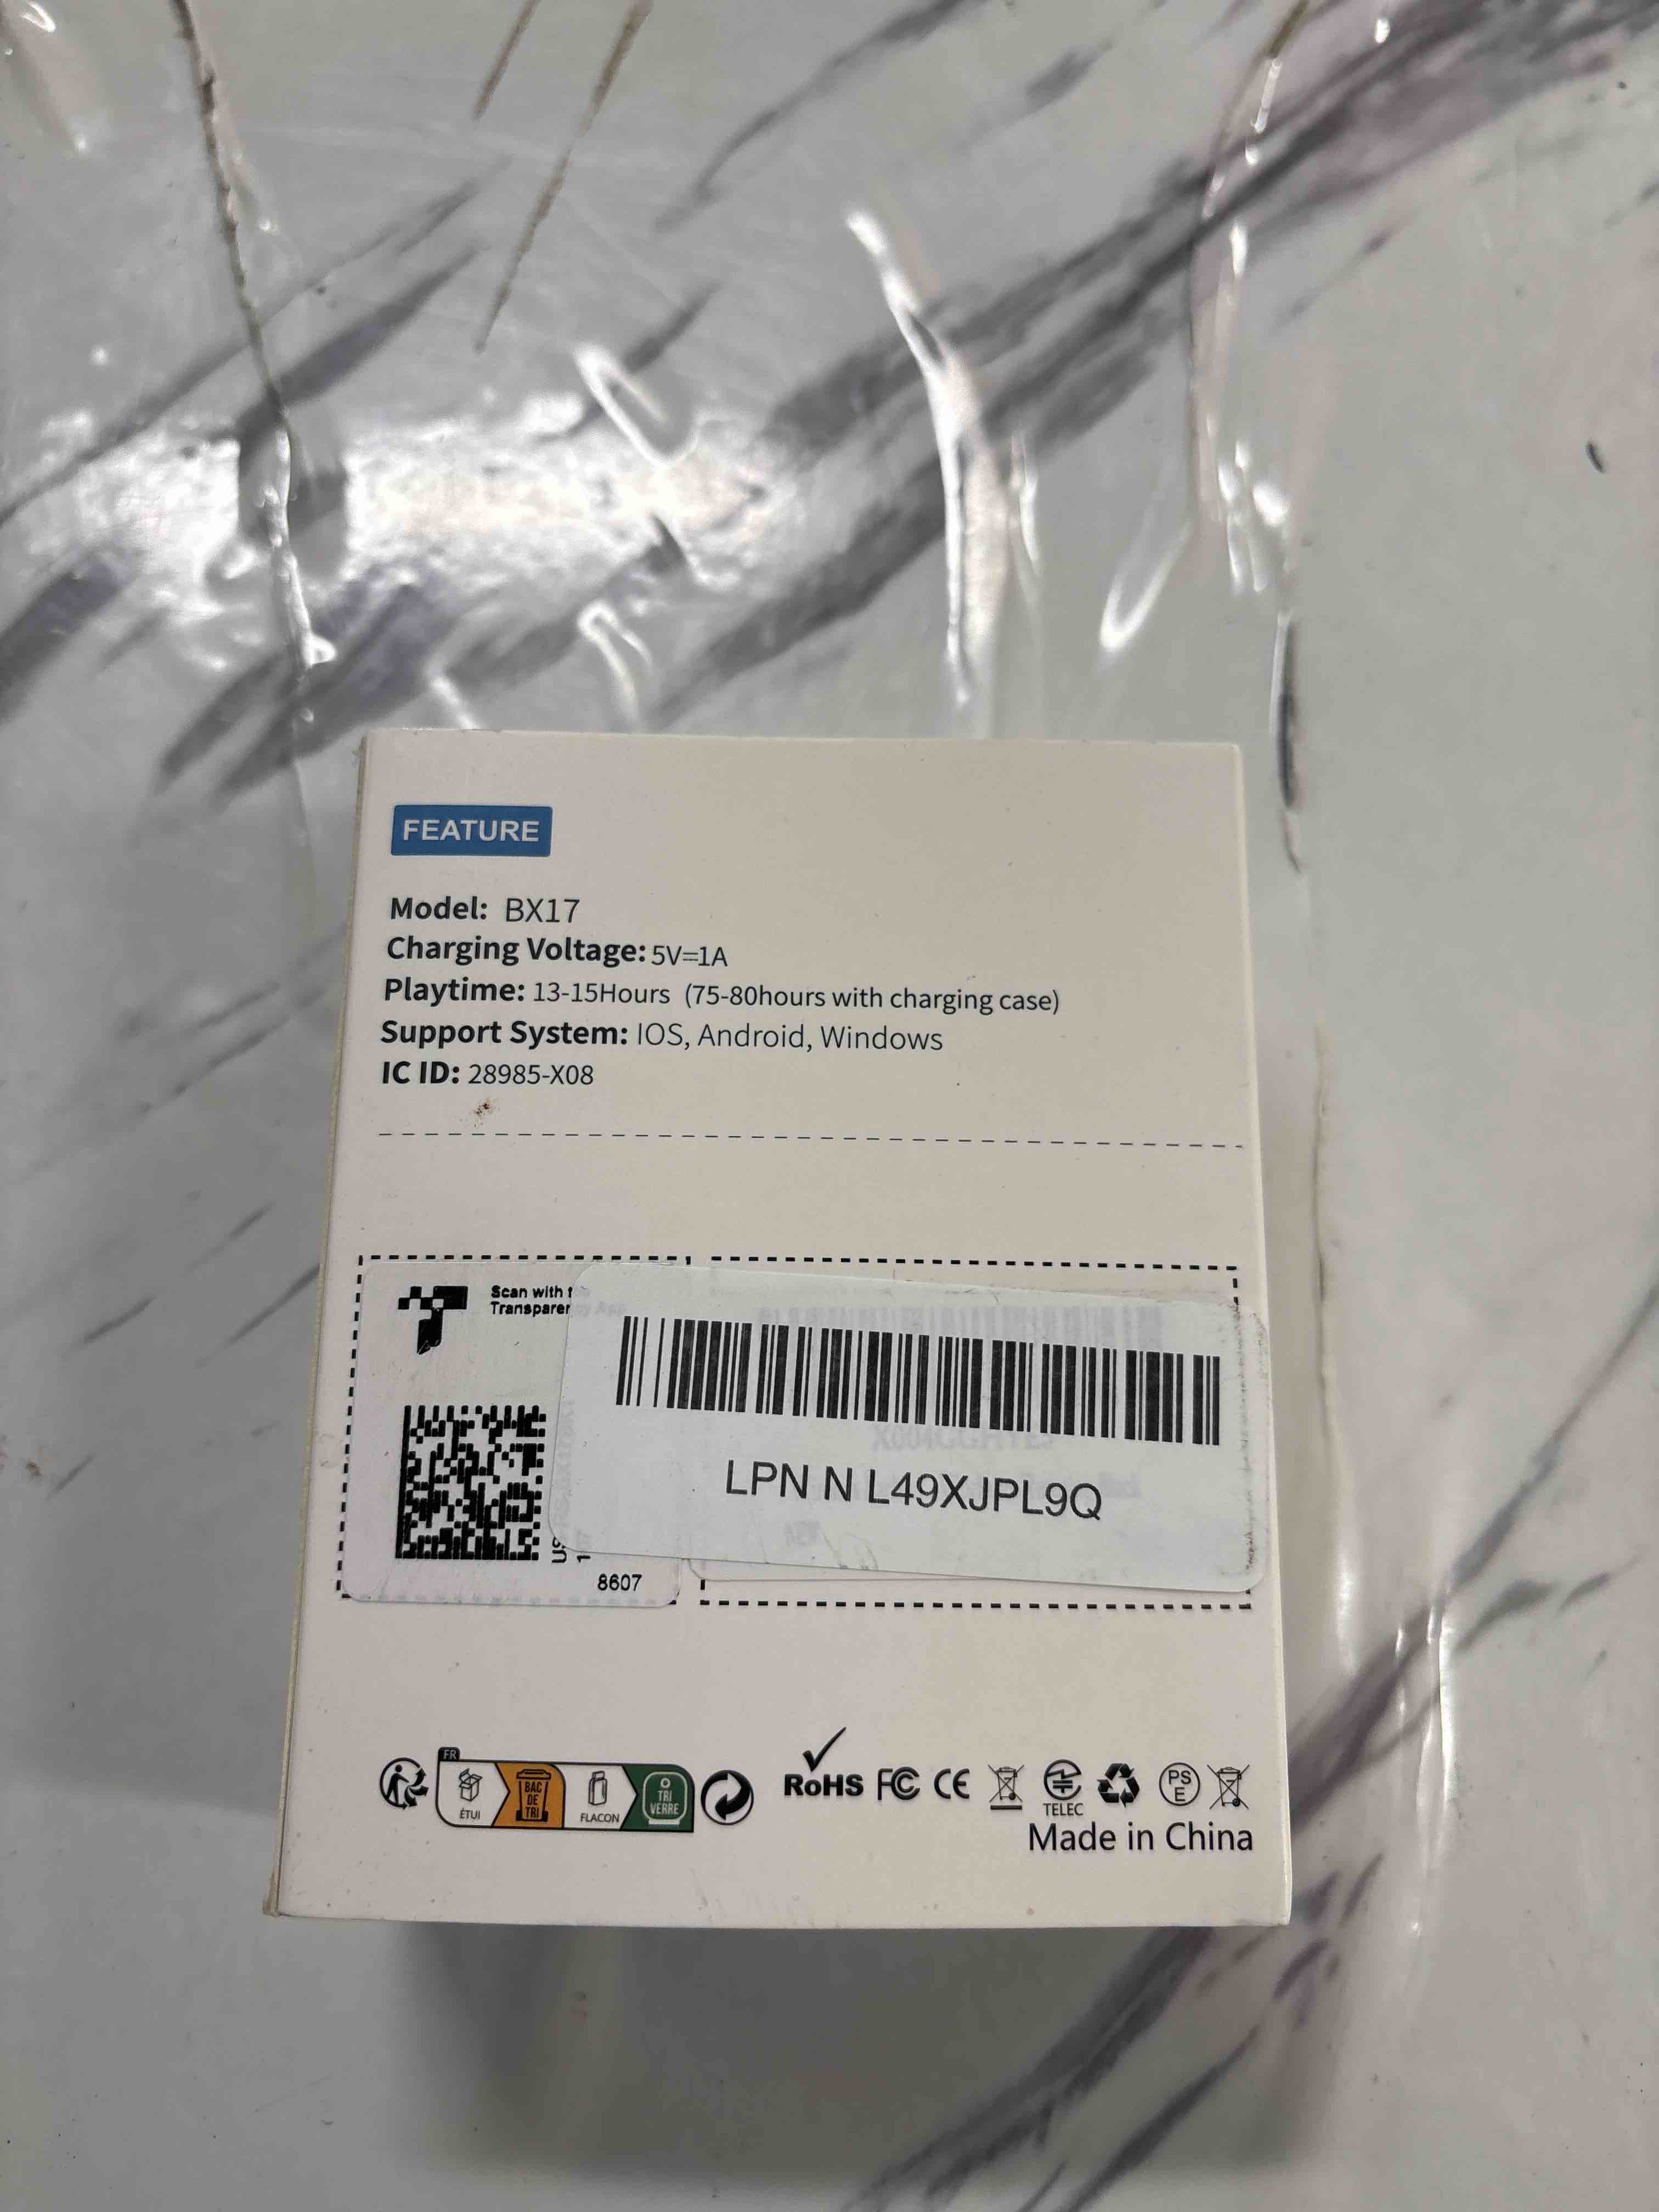 FEATURE
Model: BX17
Charging Voltage: 5V=1A
Playtime: 13-15Hours (75-80hours with charging case)
Support System: IOS, Android, Windows
IC ID: 28985-X08
Scan with
8607
LPN N L49XJPL9Q
FR
ÉTUI
BAC
DE
TRI
FLACON
TRI
VERRE
RoHS FC CE
TELEC
PS
E
Made in China